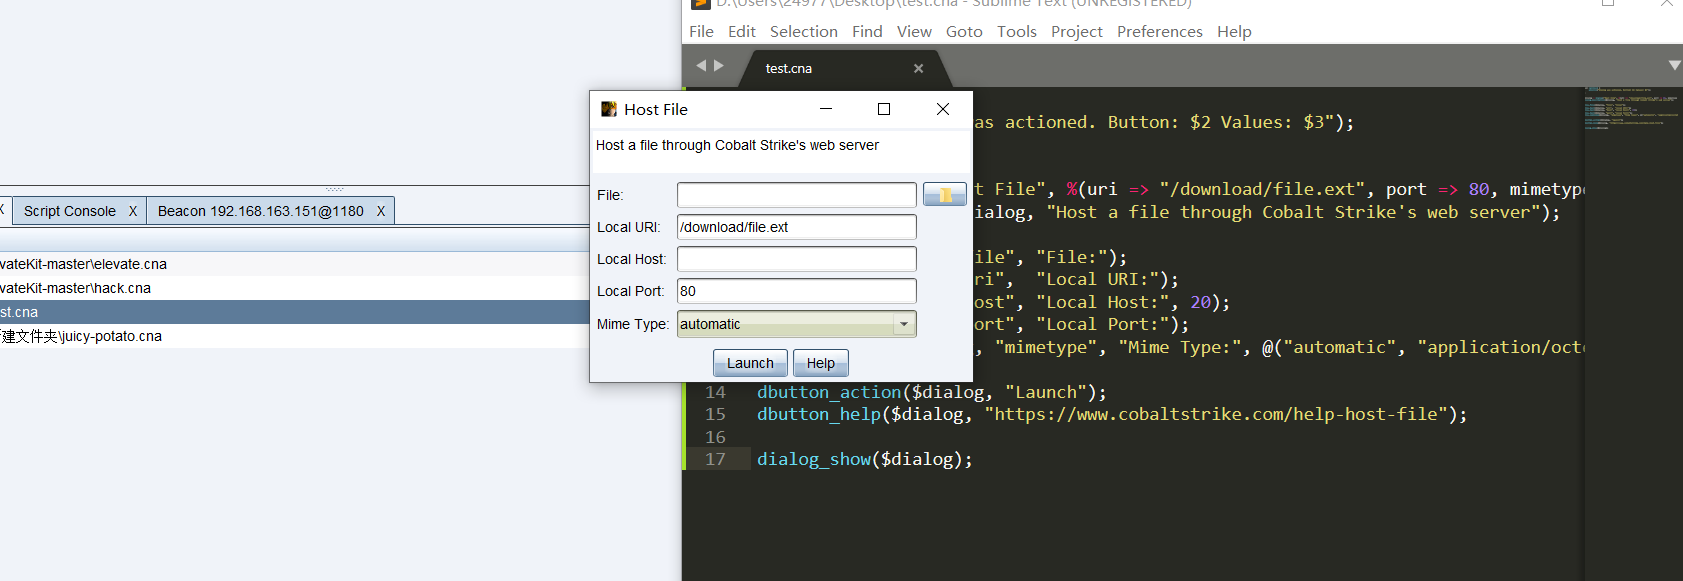 D:\Users\24977\Desktop\test.cna - Sublime Text (UNREGISTERED)
File Edit Selection Find View Goto Tools Project Preferences Help
test.cna
Host File
Host a file through Cobalt Strike's web server
File:
Local URI: /download/file.ext
Local Host:
Local Port: 80
Mime Type: automatic
Launch Help
Script Console X Beacon 192.168.163.151@1180 X
vateKit-master\elevate.cna
vateKit-master\hack.cna
st.cna
建文件夹\juicy-potato.cna
as actioned. Button: $2 Values: $3");
t File", %(uri => "/download/file.ext", port => 80, mimetype
ialog, "Host a file through Cobalt Strike's web server");
ile", "File:");
ri", "Local URI:");
ost", "Local Host:", 20);
ort", "Local Port:");
, "mimetype", "Mime Type:", @("automatic", "application/octe
14 dbutton_action($dialog, "Launch");
15 dbutton_help($dialog, "https://www.cobaltstrike.com/help-host-file");
16
17 dialog_show($dialog);